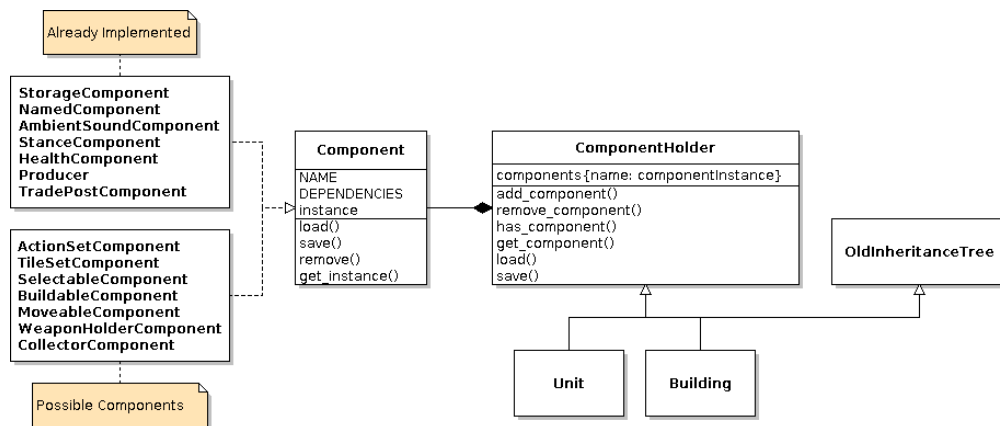 Already Implemented
StorageComponent
NamedComponent
AmbientSoundComponent
StanceComponent
HealthComponent
Producer
TradePostComponent
ActionSetComponent
TileSetComponent
SelectableComponent
BuildableComponent
MoveableComponent
WeaponHolderComponent
CollectorComponent
Possible Components
Component
NAME
DEPENDENCIES
instance
load()
save()
remove()
get_instance()
ComponentHolder
components{name: componentInstance}
add_component()
remove_component()
has_component()
get_component()
load()
save()
OldInheritanceTree
Unit
Building